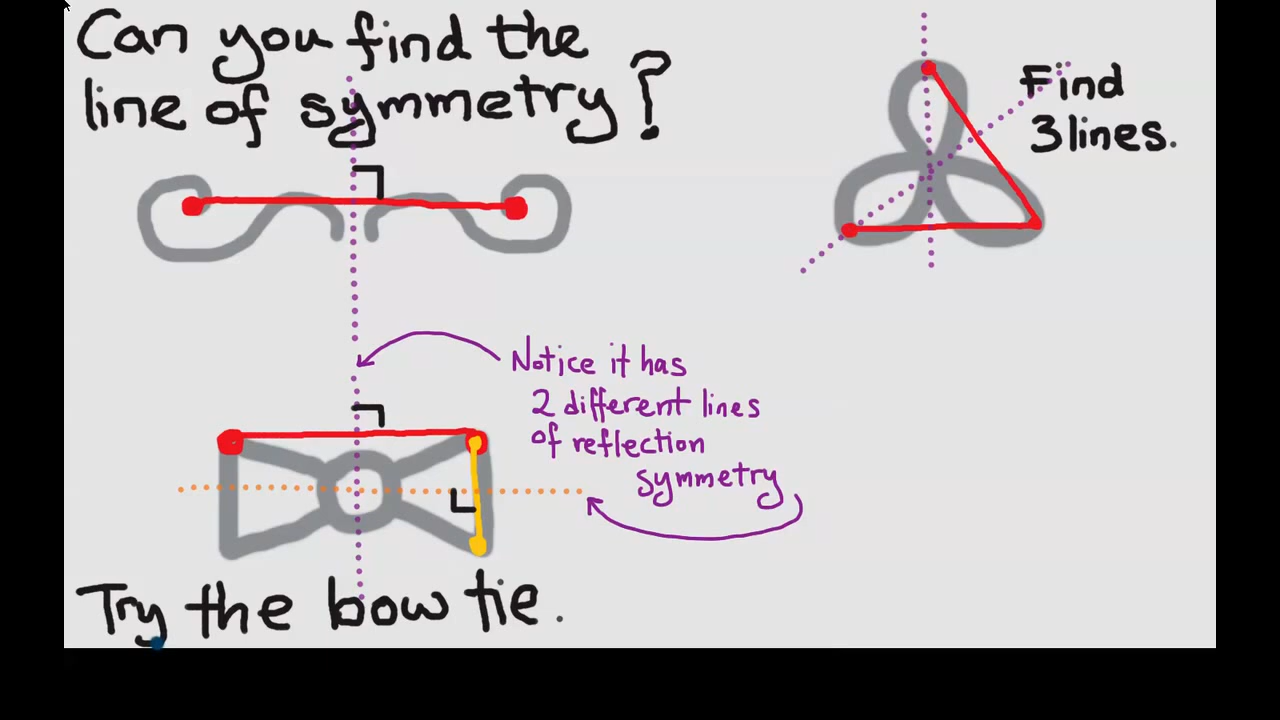 Can you find the
line of symmetry?
Find
3 lines.
Notice it has
2 different lines
of reflection
symmetry
Try the bow tie.